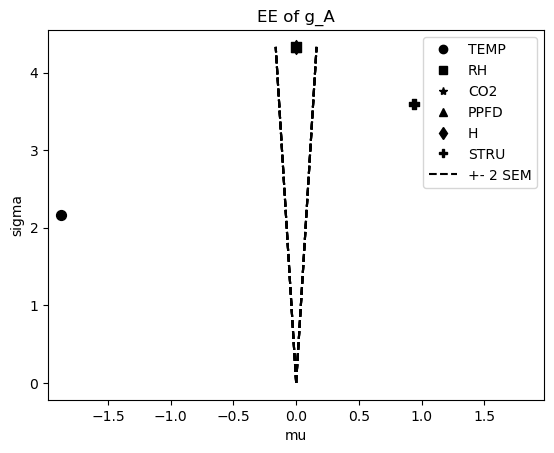 EE of g_A
TEMP
RH
CO2
PPFD
H
STRU
+- 2 SEM
4
3
2
1
0
sigma
−1.5
−1.0
−0.5
0.0
0.5
1.0
1.5
mu